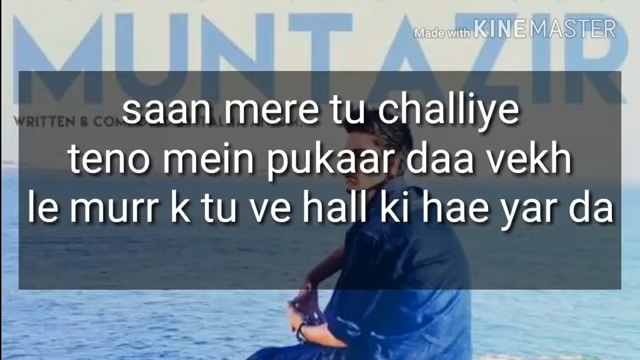 Made with KINEMASTER
MUNTAZIR
WRITTEN &
saan mere tu challiye
teno mein pukaar daa vekh
le murr k tu ve hall ki hae yar da